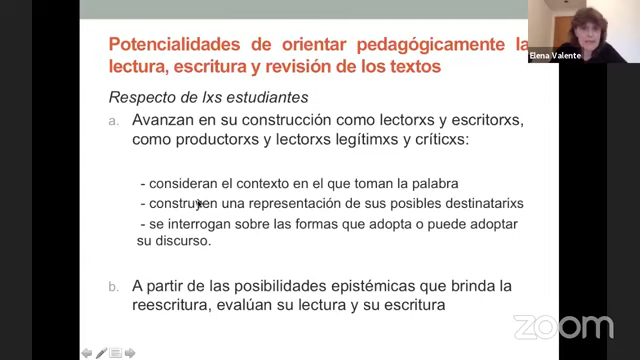 Potencialidades de orientar pedagógicamente la
lectura, escritura y revisión de los textos
Elena Valente
Respecto de lxs estudiantes
a. Avanzan en su construcción como lectorxs y escritorxs,
como productorxs y lectorxs legítimxs y críticxs:
- consideran el contexto en el que toman la palabra
- construyen una representación de sus posibles destinatarixs
- se interrogan sobre las formas que adopta o puede adoptar
su discurso.
b. A partir de las posibilidades epistémicas que brinda la
reescritura, evalúan su lectura y su escritura
zoom